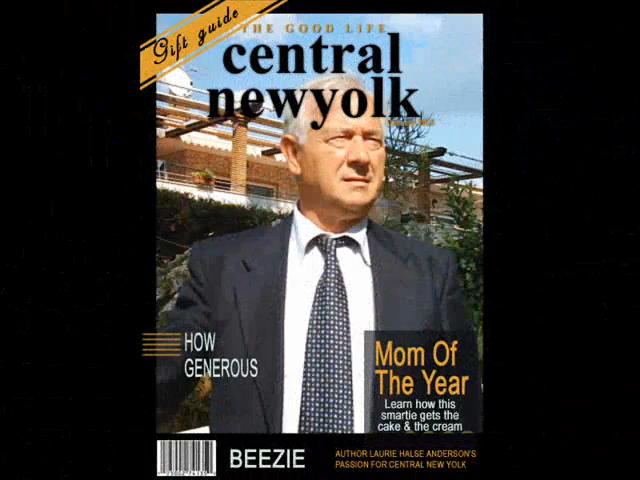 Gift guide
THE GOOD LIFE
central
newyolk
HOW
GENEROUS
Mom Of
The Year
Learn how this
smartie gets the
cake & the cream
BEEZIE
AUTHOR LAURIE HALSE ANDERSON'S
PASSION FOR CENTRAL NEW YOLK